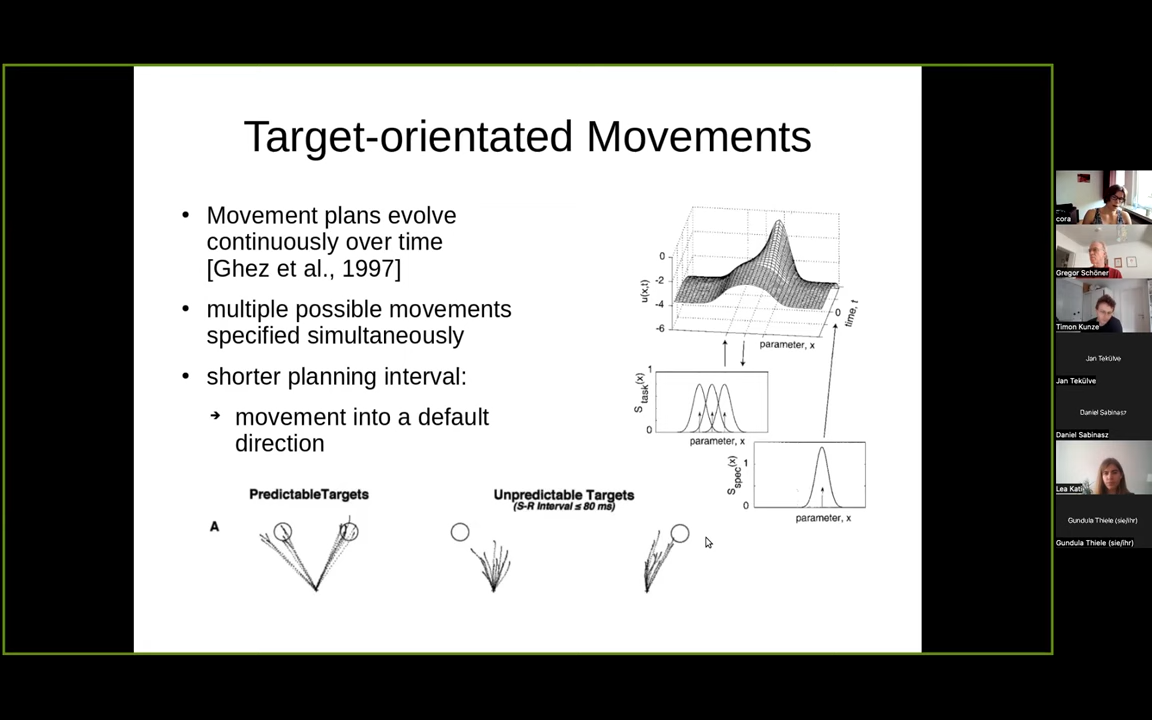 Target-orientated Movements
• Movement plans evolve
continuously over time
[Ghez et al., 1997]
• multiple possible movements
specified simultaneously
• shorter planning interval:
➔ movement into a default
direction
0
-2
-4
-6
u(x,t)
0
time, t
parameter, x
1
S task(x)
0
parameter, x
1
S spec(x)
0
parameter, x
PredictableTargets
Unpredictable Targets
(S-R Interval ≤ 80 ms)
A
cora
Gregor Schöner
Timon Kunze
Jan Tekülve
Jan Tekülve
Daniel Sabinasz
Daniel Sabinasz
Lea Kati
Gundula Thiele (sie/ihr)
Gundula Thiele (sie/ihr)